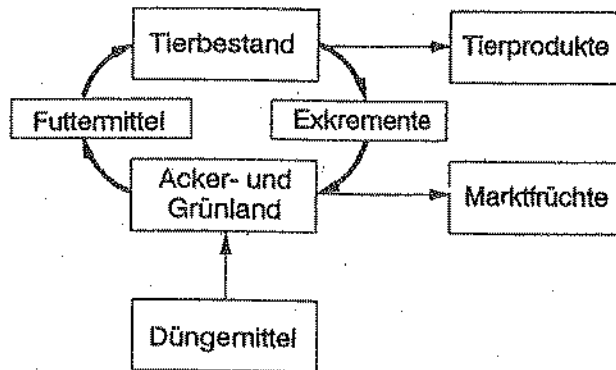 Tierbestand
Tierprodukte
Futtermittel
Exkremente
Acker- und
Grünland
Marktfrüchte
Düngemittel